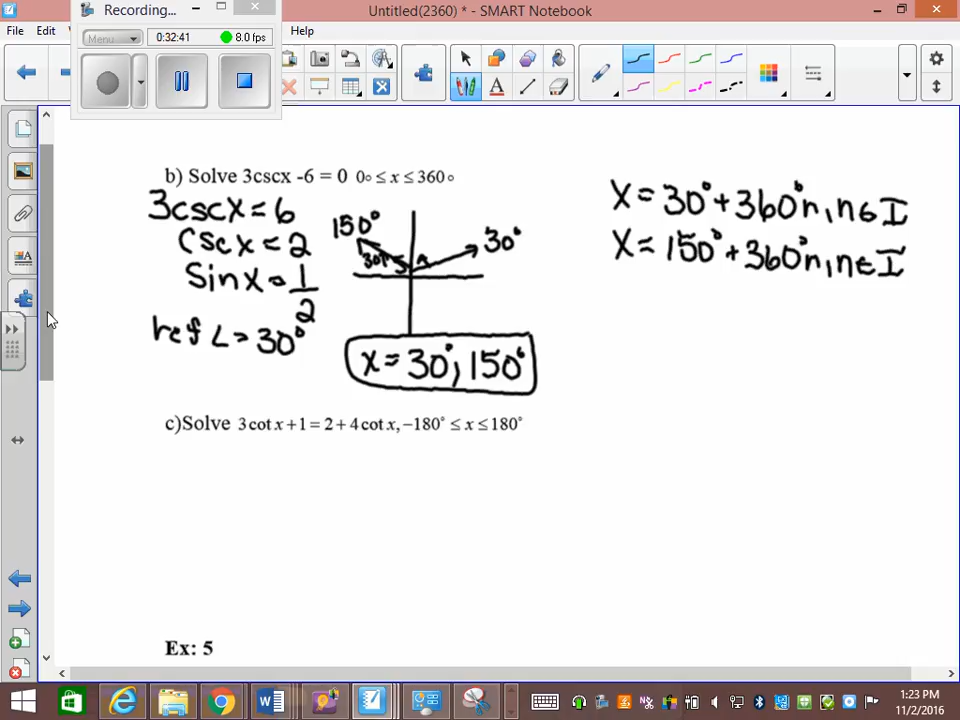 Recording...
Untitled(2360) * - SMART Notebook
File Edit Help
Menu
0:32:41
8.0 fps
b) Solve 3cscx -6 = 0 0° ≤ x ≤ 360°
3cscx = 6
cscx = 2
sinx = 1/2
ref ∠ = 30°
150°
30°
30°
x = 30°, 150°
x = 30° + 360°n, n ∈ I
x = 150° + 360°n, n ∈ I
c)Solve 3cot x + 1 = 2 + 4cot x, -180° ≤ x ≤ 180°
Ex: 5
1:23 PM
11/2/2016